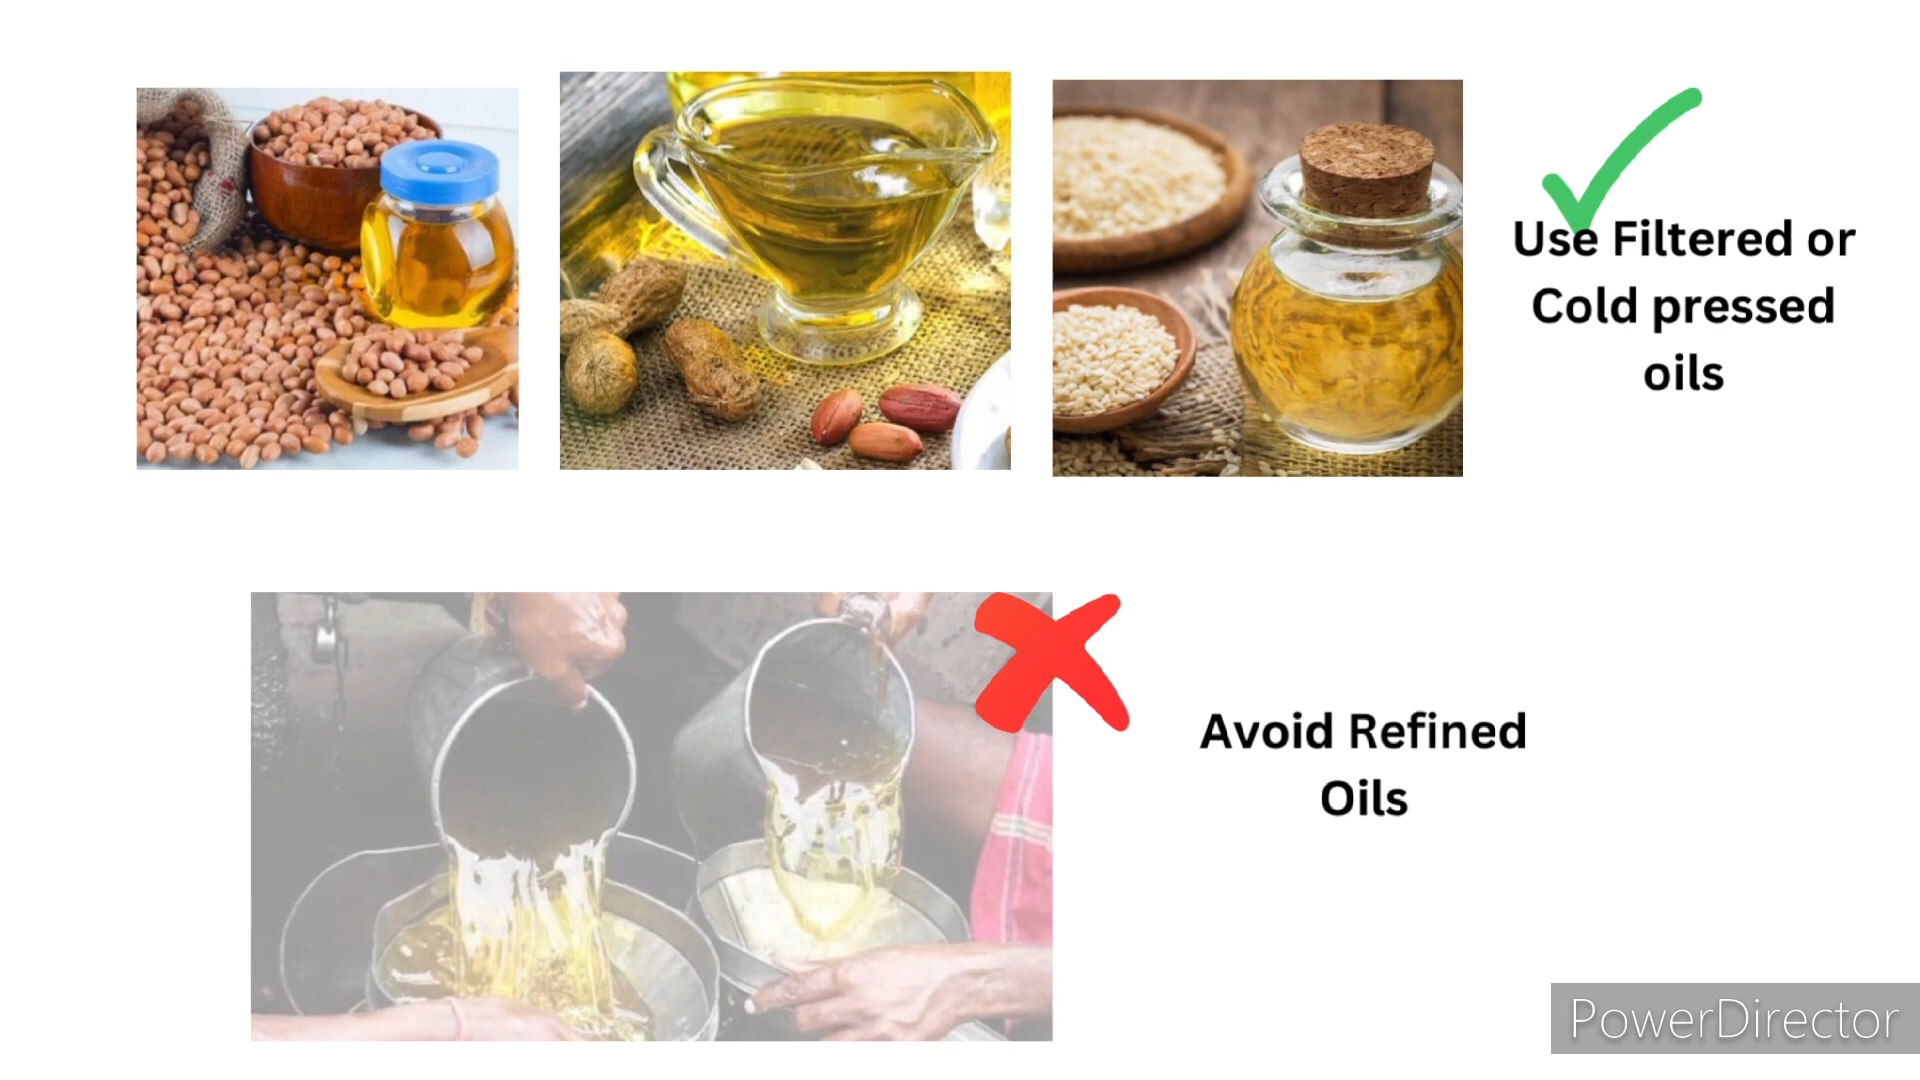 Use Filtered or
Cold pressed
oils
Avoid Refined
Oils
PowerDirector